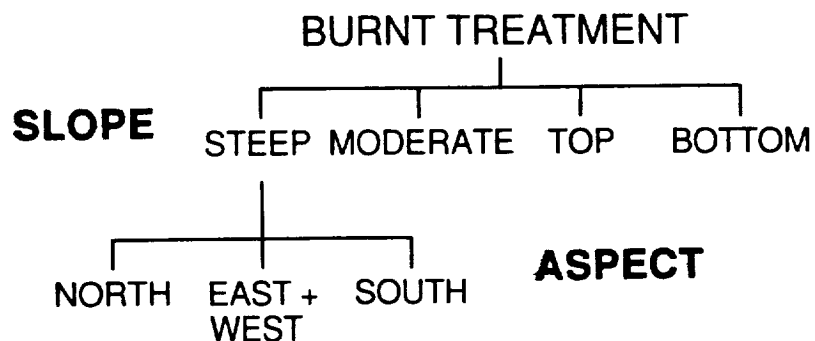 BURNT TREATMENT
SLOPE STEEP MODERATE TOP BOTTOM
NORTH EAST + SOUTH ASPECT
WEST